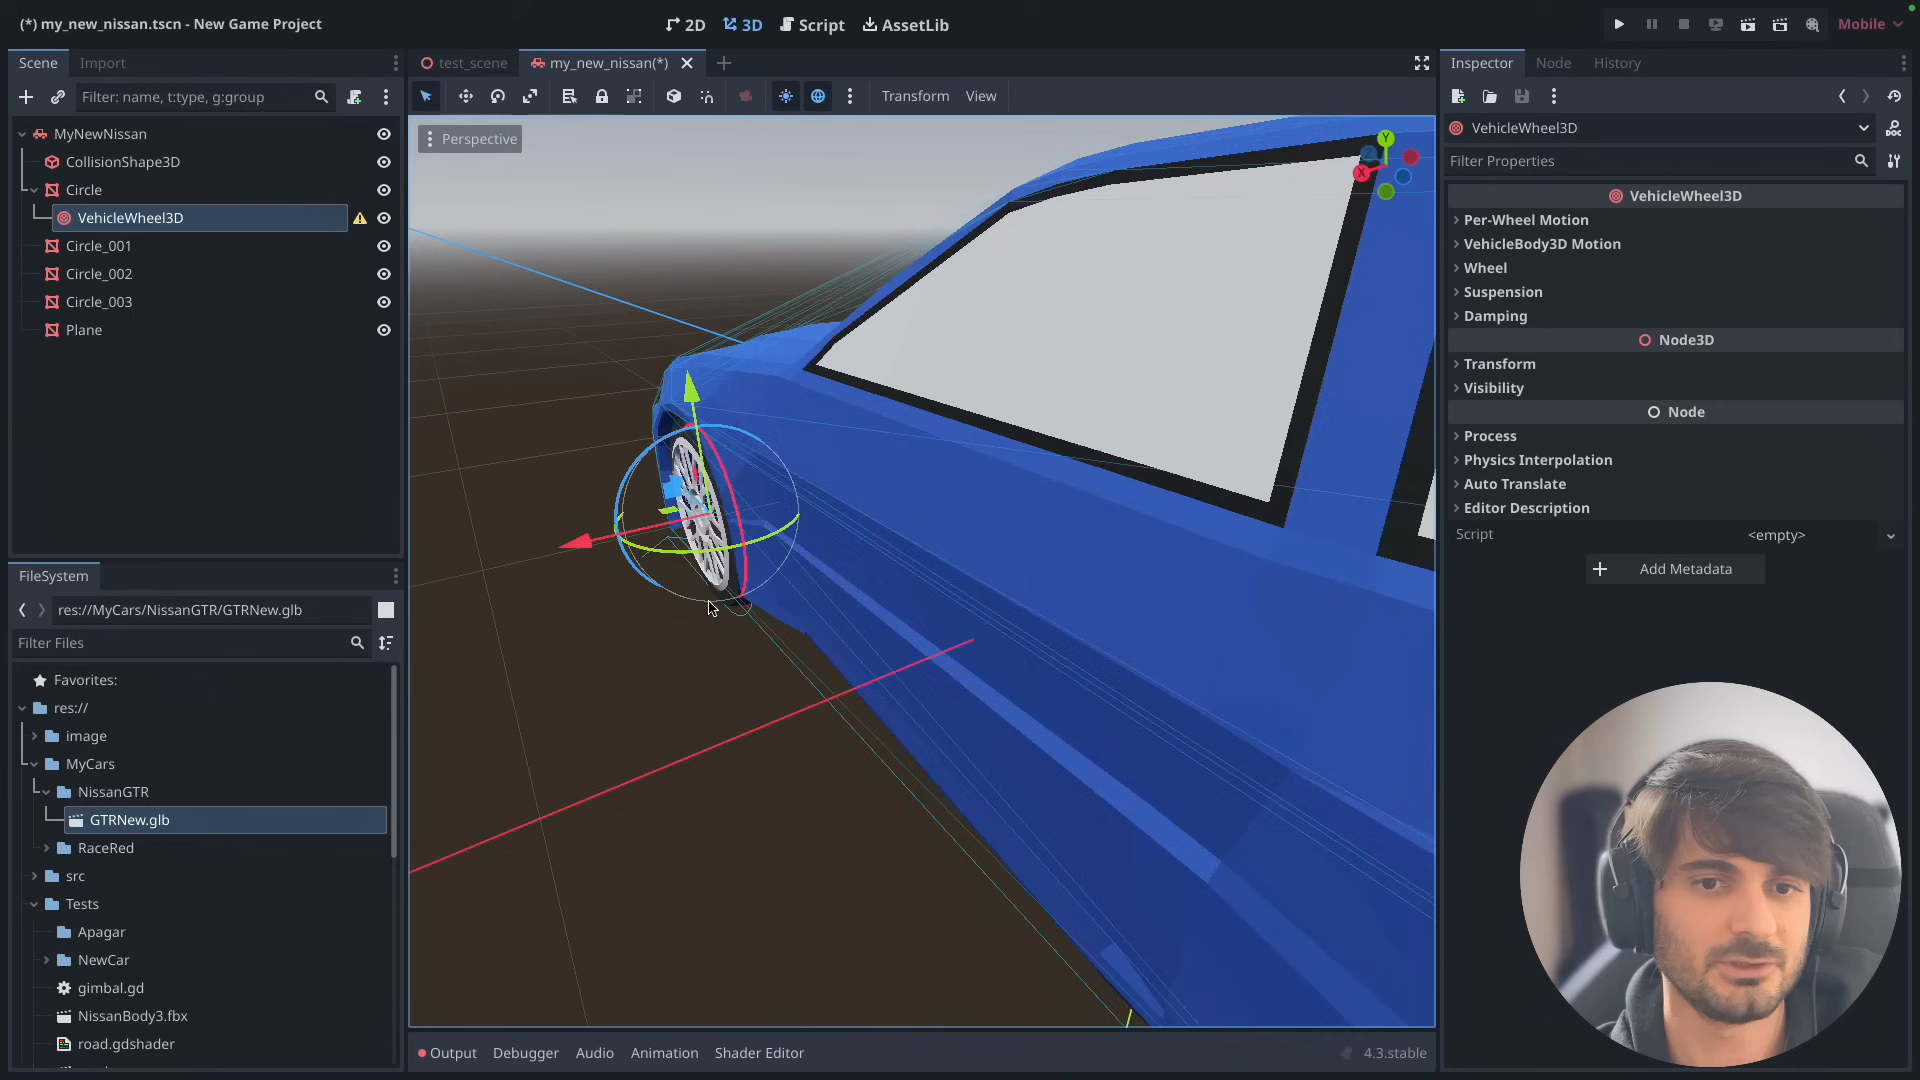 (*) my_new_nissan.tscn - New Game Project
2D
3D
Script
AssetLib
Mobile
Scene
Import
Filter: name, t:type, g:group
MyNewNissan
CollisionShape3D
Circle
VehicleWheel3D
Circle_001
Circle_002
Circle_003
Plane
FileSystem
res://MyCars/NissanGTR/GTRNew.glb
Filter Files
Favorites:
res://
image
MyCars
NissanGTR
GTRNew.glb
RaceRed
src
Tests
Apagar
NewCar
gimbal.gd
NissanBody3.fbx
road.gdshader
test_scene
my_new_nissan(*)
Transform
View
Perspective
Y
X
Output
Debugger
Audio
Animation
Shader Editor
4.3.stable
Inspector
Node
History
VehicleWheel3D
DOC
Filter Properties
VehicleWheel3D
Per-Wheel Motion
VehicleBody3D Motion
Wheel
Suspension
Damping
Node3D
Transform
Visibility
Node
Process
Physics Interpolation
Auto Translate
Editor Description
Script
<empty>
Add Metadata